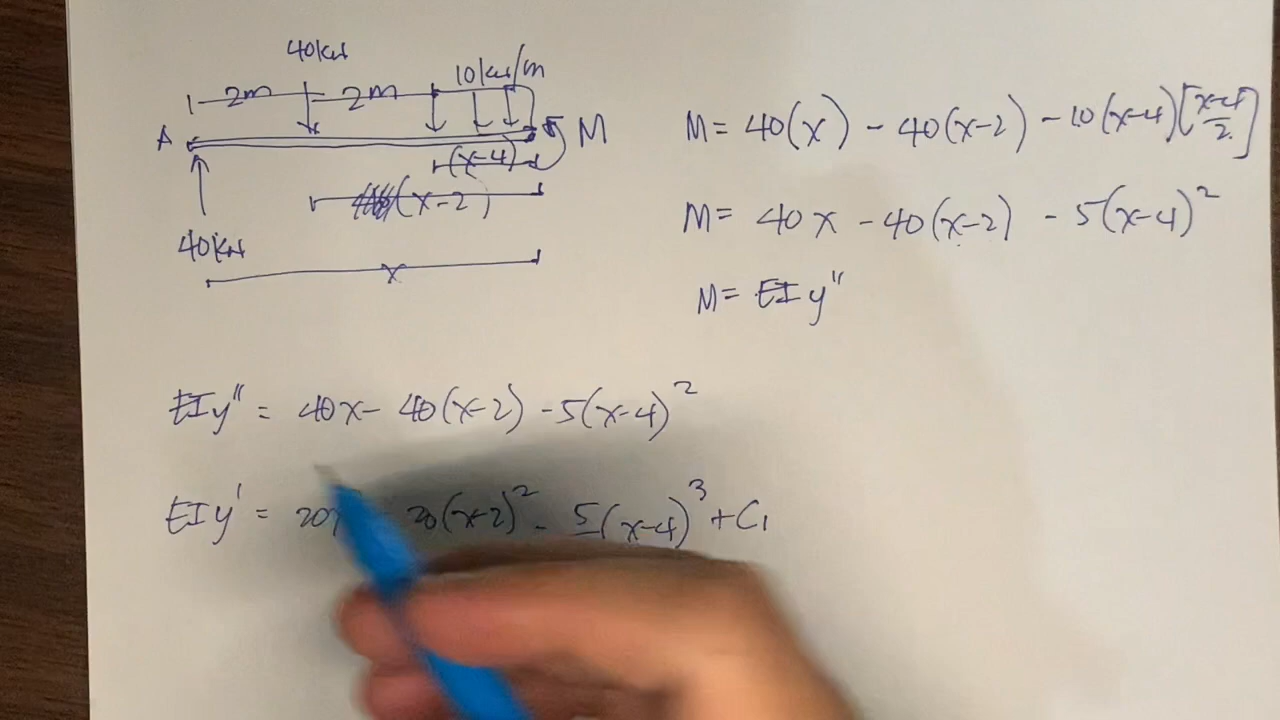 40kN
2m 2m 10kN/m
A M
(x-4)
(x-2)
40kN
x
M = 40(x) - 40(x-2) - 10(x-4)[x-4/2]
M = 40x - 40(x-2) - 5(x-4)²
M = EIy"
EIy" = 40x - 40(x-2) - 5(x-4)²
EIy' = 20 20(x-2)² - 5(x-4)³ + C₁